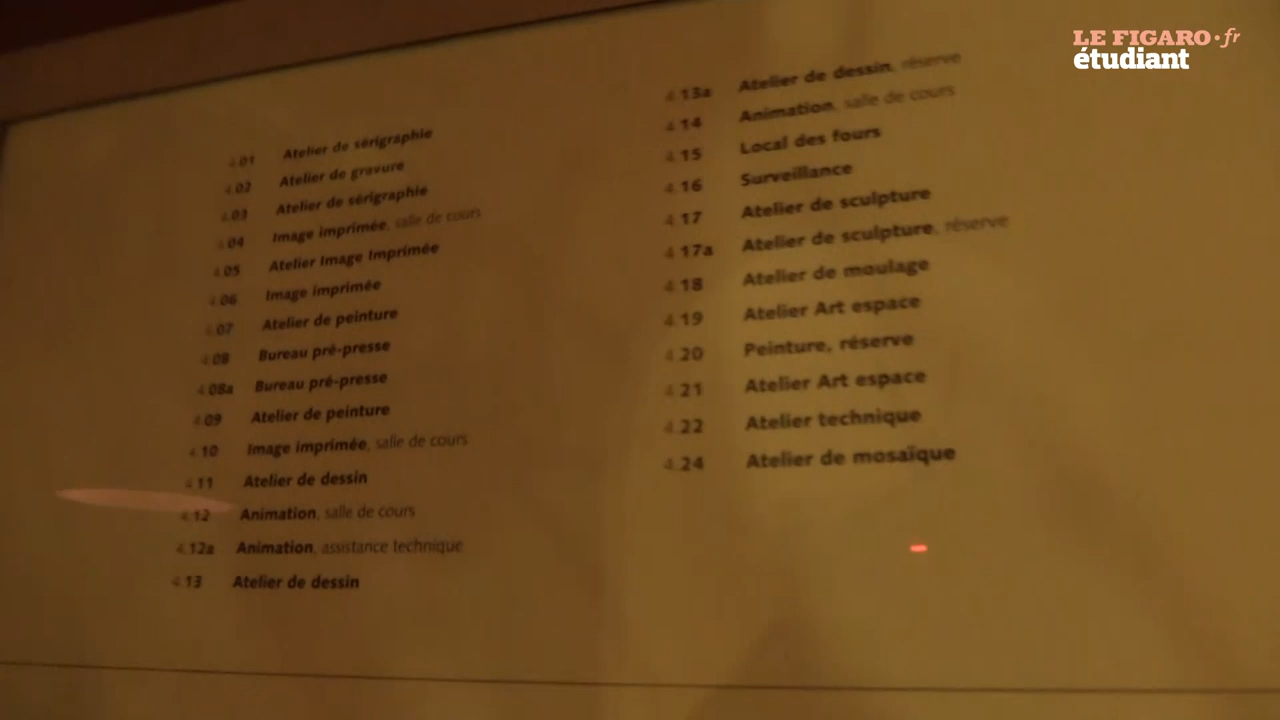 LE FIGARO·fr
étudiant
4.01 Atelier de sérigraphie
4.02 Atelier de gravure
4.03 Atelier de sérigraphie
4.04 Image imprimée, salle de cours
4.05 Atelier Image Imprimée
4.06 Image imprimée
4.07 Atelier de peinture
4.08 Bureau pré-presse
4.08a Bureau pré-presse
4.09 Atelier de peinture
4.10 Image imprimée, salle de cours
4.11 Atelier de dessin
4.12 Animation, salle de cours
4.12a Animation, assistance technique
4.13 Atelier de dessin
4.13a Atelier de dessin, réserve
4.14 Animation, salle de cours
4.15 Local des fours
4.16 Surveillance
4.17 Atelier de sculpture
4.17a Atelier de sculpture, réserve
4.18 Atelier de moulage
4.19 Atelier Art espace
4.20 Peinture, réserve
4.21 Atelier Art espace
4.22 Atelier technique
4.24 Atelier de mosaïque